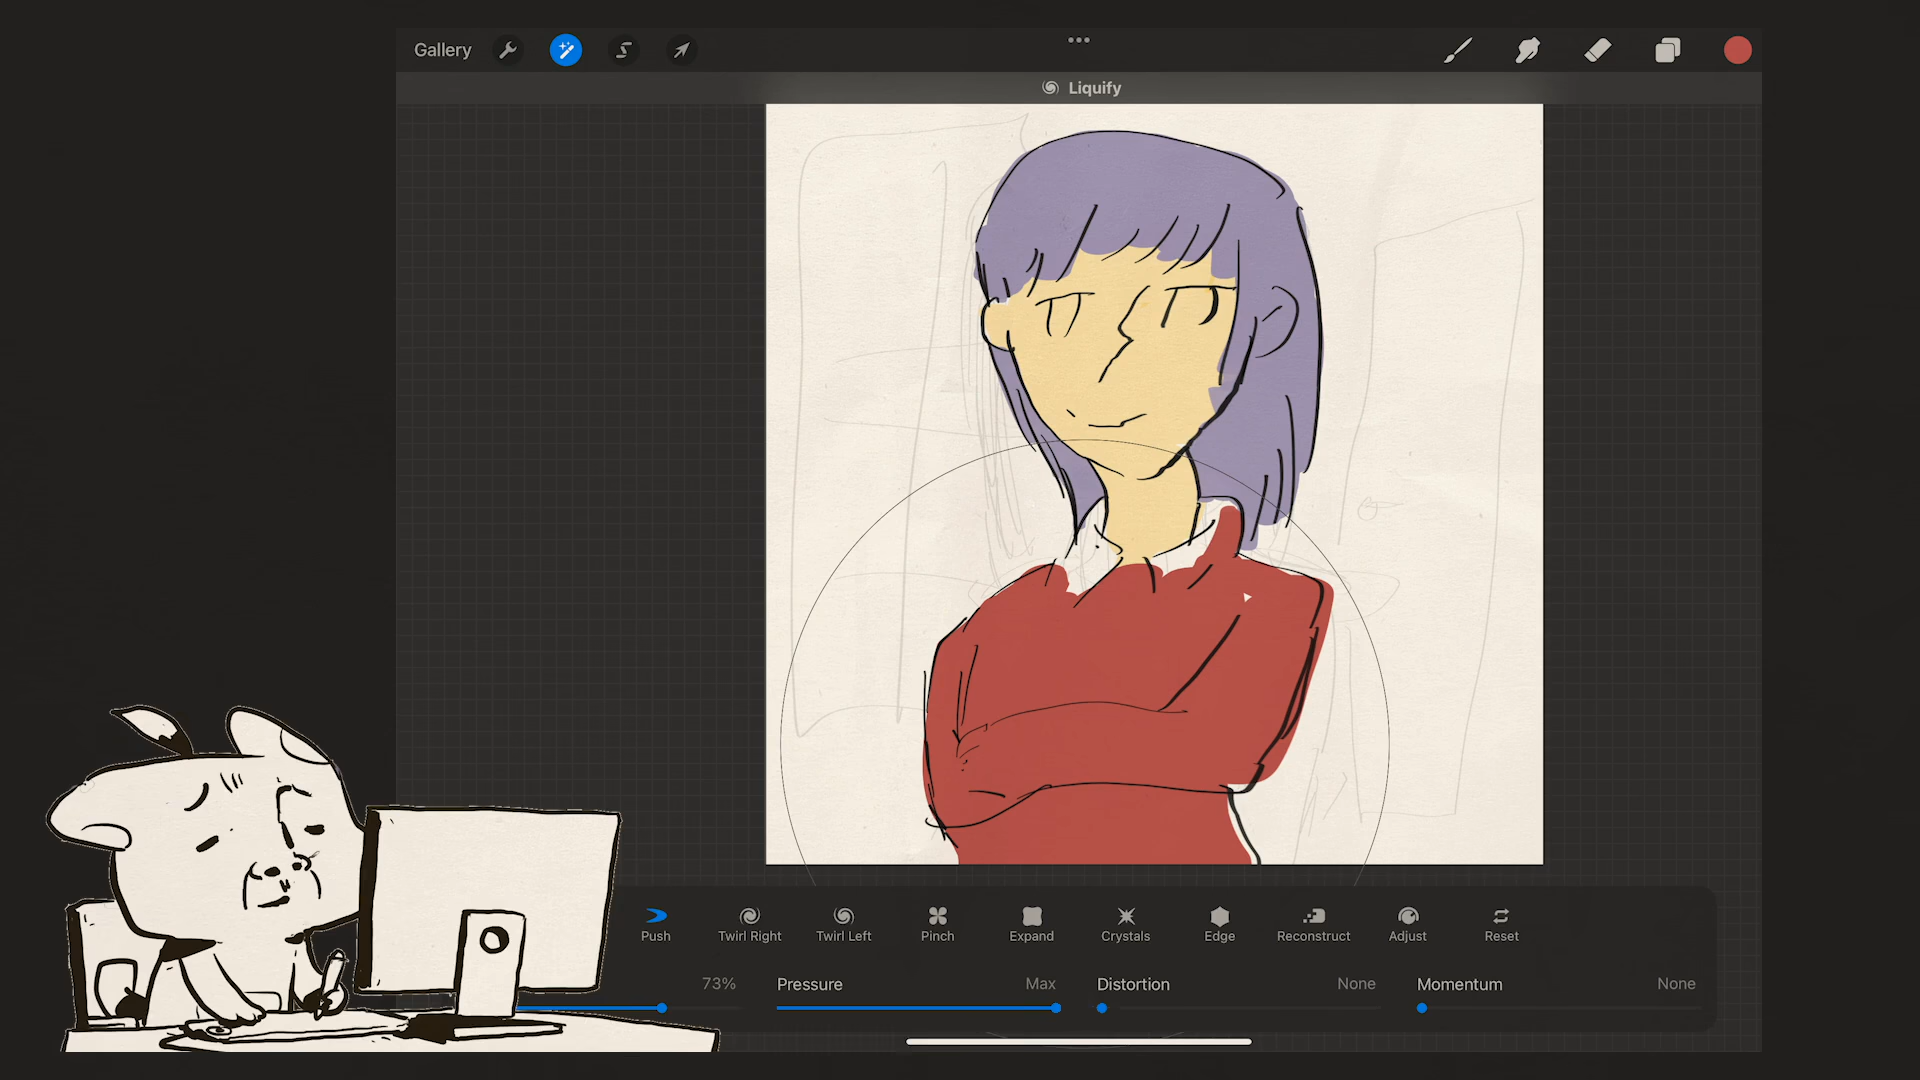 Gallery
Liquify
Push
Twirl Right
Twirl Left
Pinch
Expand
Crystals
Edge
Reconstruct
Adjust
Reset
73%
Pressure
Max
Distortion
None
Momentum
None